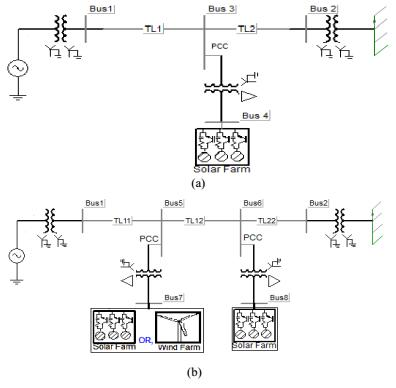 Bus1 Bus 3 Bus 2
TL1 TL2
PCC
Bus 4
Solar Farm
(a)
Bus1 Bus5 Bus6 Bus2
TL11 TL12 TL22
PCC PCC
Bus7 Bus8
Solar Farm OR, Wind Farm Solar Farm
(b)